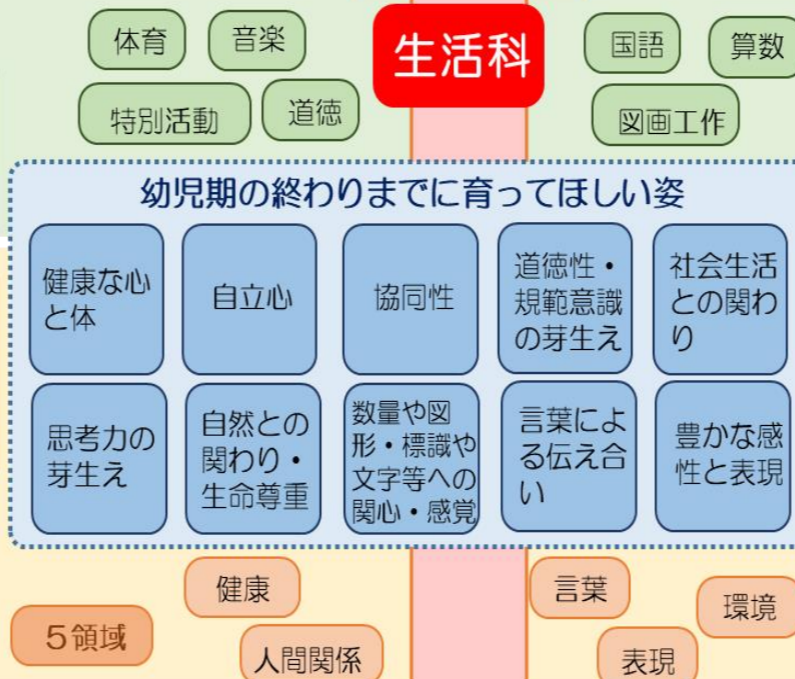 体育
音楽
生活科
国語
算数
特別活動
道徳
図画工作
幼児期の終わりまでに育ってほしい姿
健康な心
と体
自立心
協同性
道徳性・
規範意識
の芽生え
社会生活
との関わ
り
思考力の
芽生え
自然との
関わり・
生命尊重
数量や図
形・標識や
文字等への
関心・感覚
言葉によ
る伝え合
い
豊かな感
性と表現
健康
言葉
環境
5領域
人間関係
表現